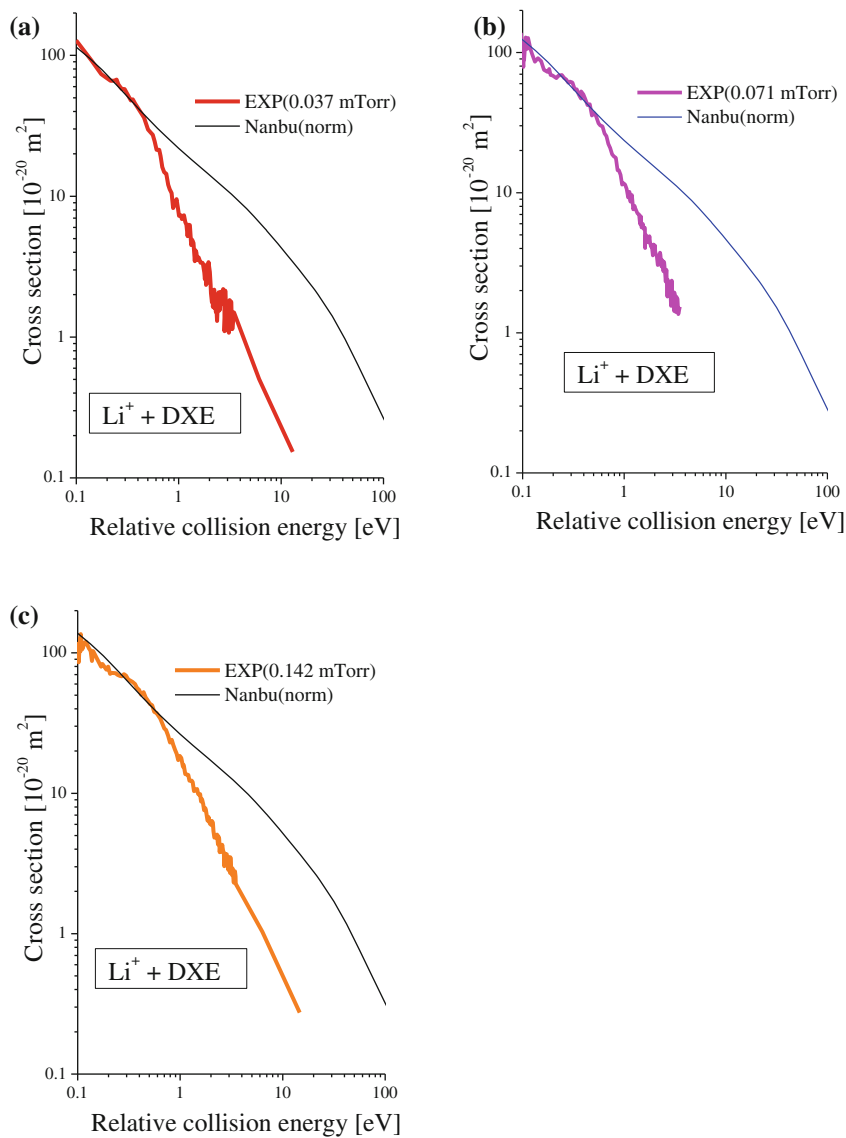 (a)
100
10
1
0.1
Cross section [10⁻²⁰ m²]
EXP(0.037 mTorr)
Nanbu(norm)
Li⁺ + DXE
0.1 1 10 100
Relative collision energy [eV]
(b)
100
10
1
0.1
Cross section [10⁻²⁰ m²]
EXP(0.071 mTorr)
Nanbu(norm)
Li⁺ + DXE
0.1 1 10 100
Relative collision energy [eV]
(c)
100
10
1
0.1
Cross section [10⁻²⁰ m²]
EXP(0.142 mTorr)
Nanbu(norm)
Li⁺ + DXE
0.1 1 10 100
Relative collision energy [eV]